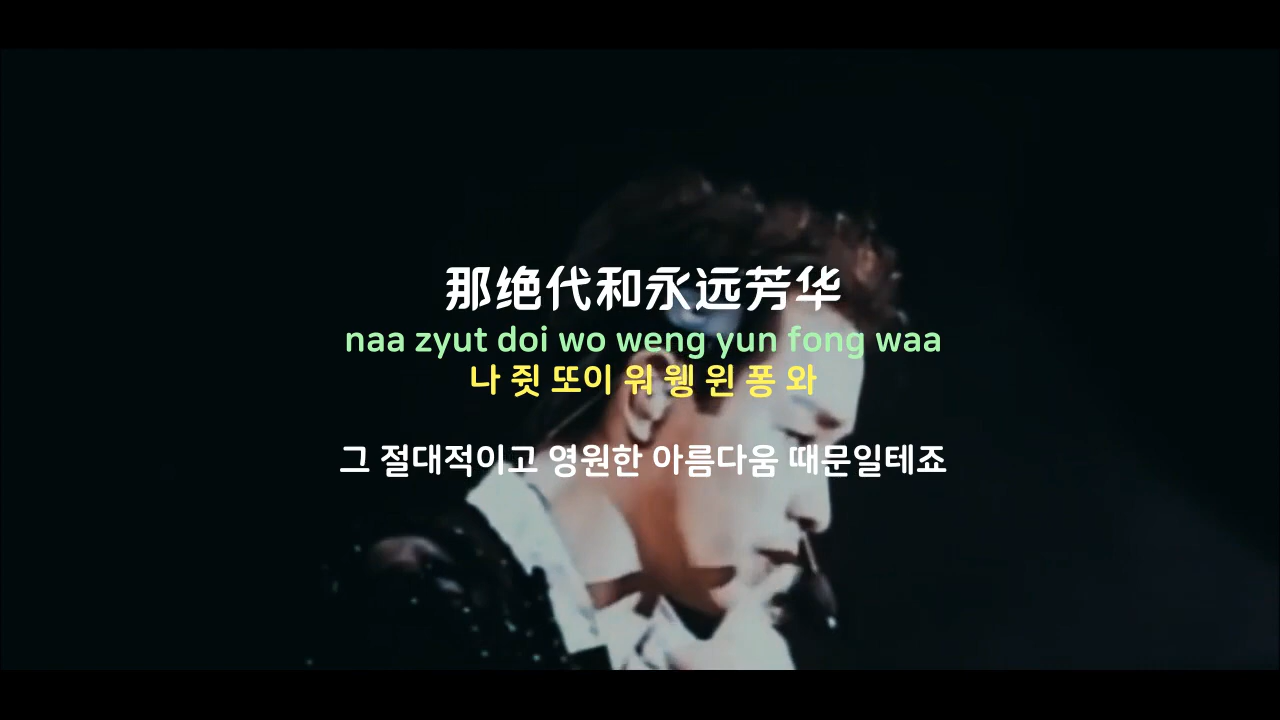 那绝代和永远芳华
naa zyut doi wo weng yun fong waa
나 쥣 또이 워 웽 윈 퐁 와
그 절대적이고 영원한 아름다움 때문일테죠